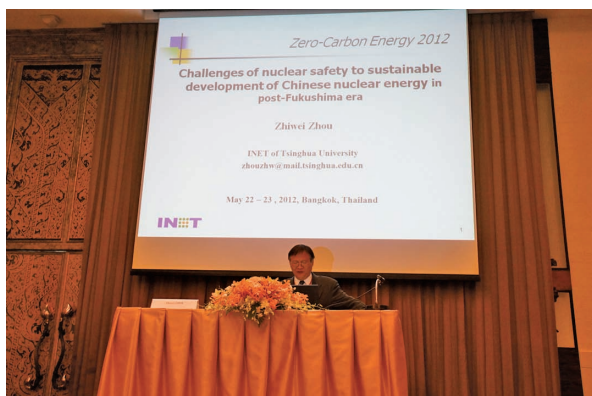 Zero-Carbon Energy 2012
Challenges of nuclear safety to sustainable
development of Chinese nuclear energy in
post-Fukushima era
Zhiwei Zhou
INET of Tsinghua University
zhouzhw@mail.tsinghua.edu.cn
May 22 – 23 , 2012, Bangkok, Thailand
INET
1